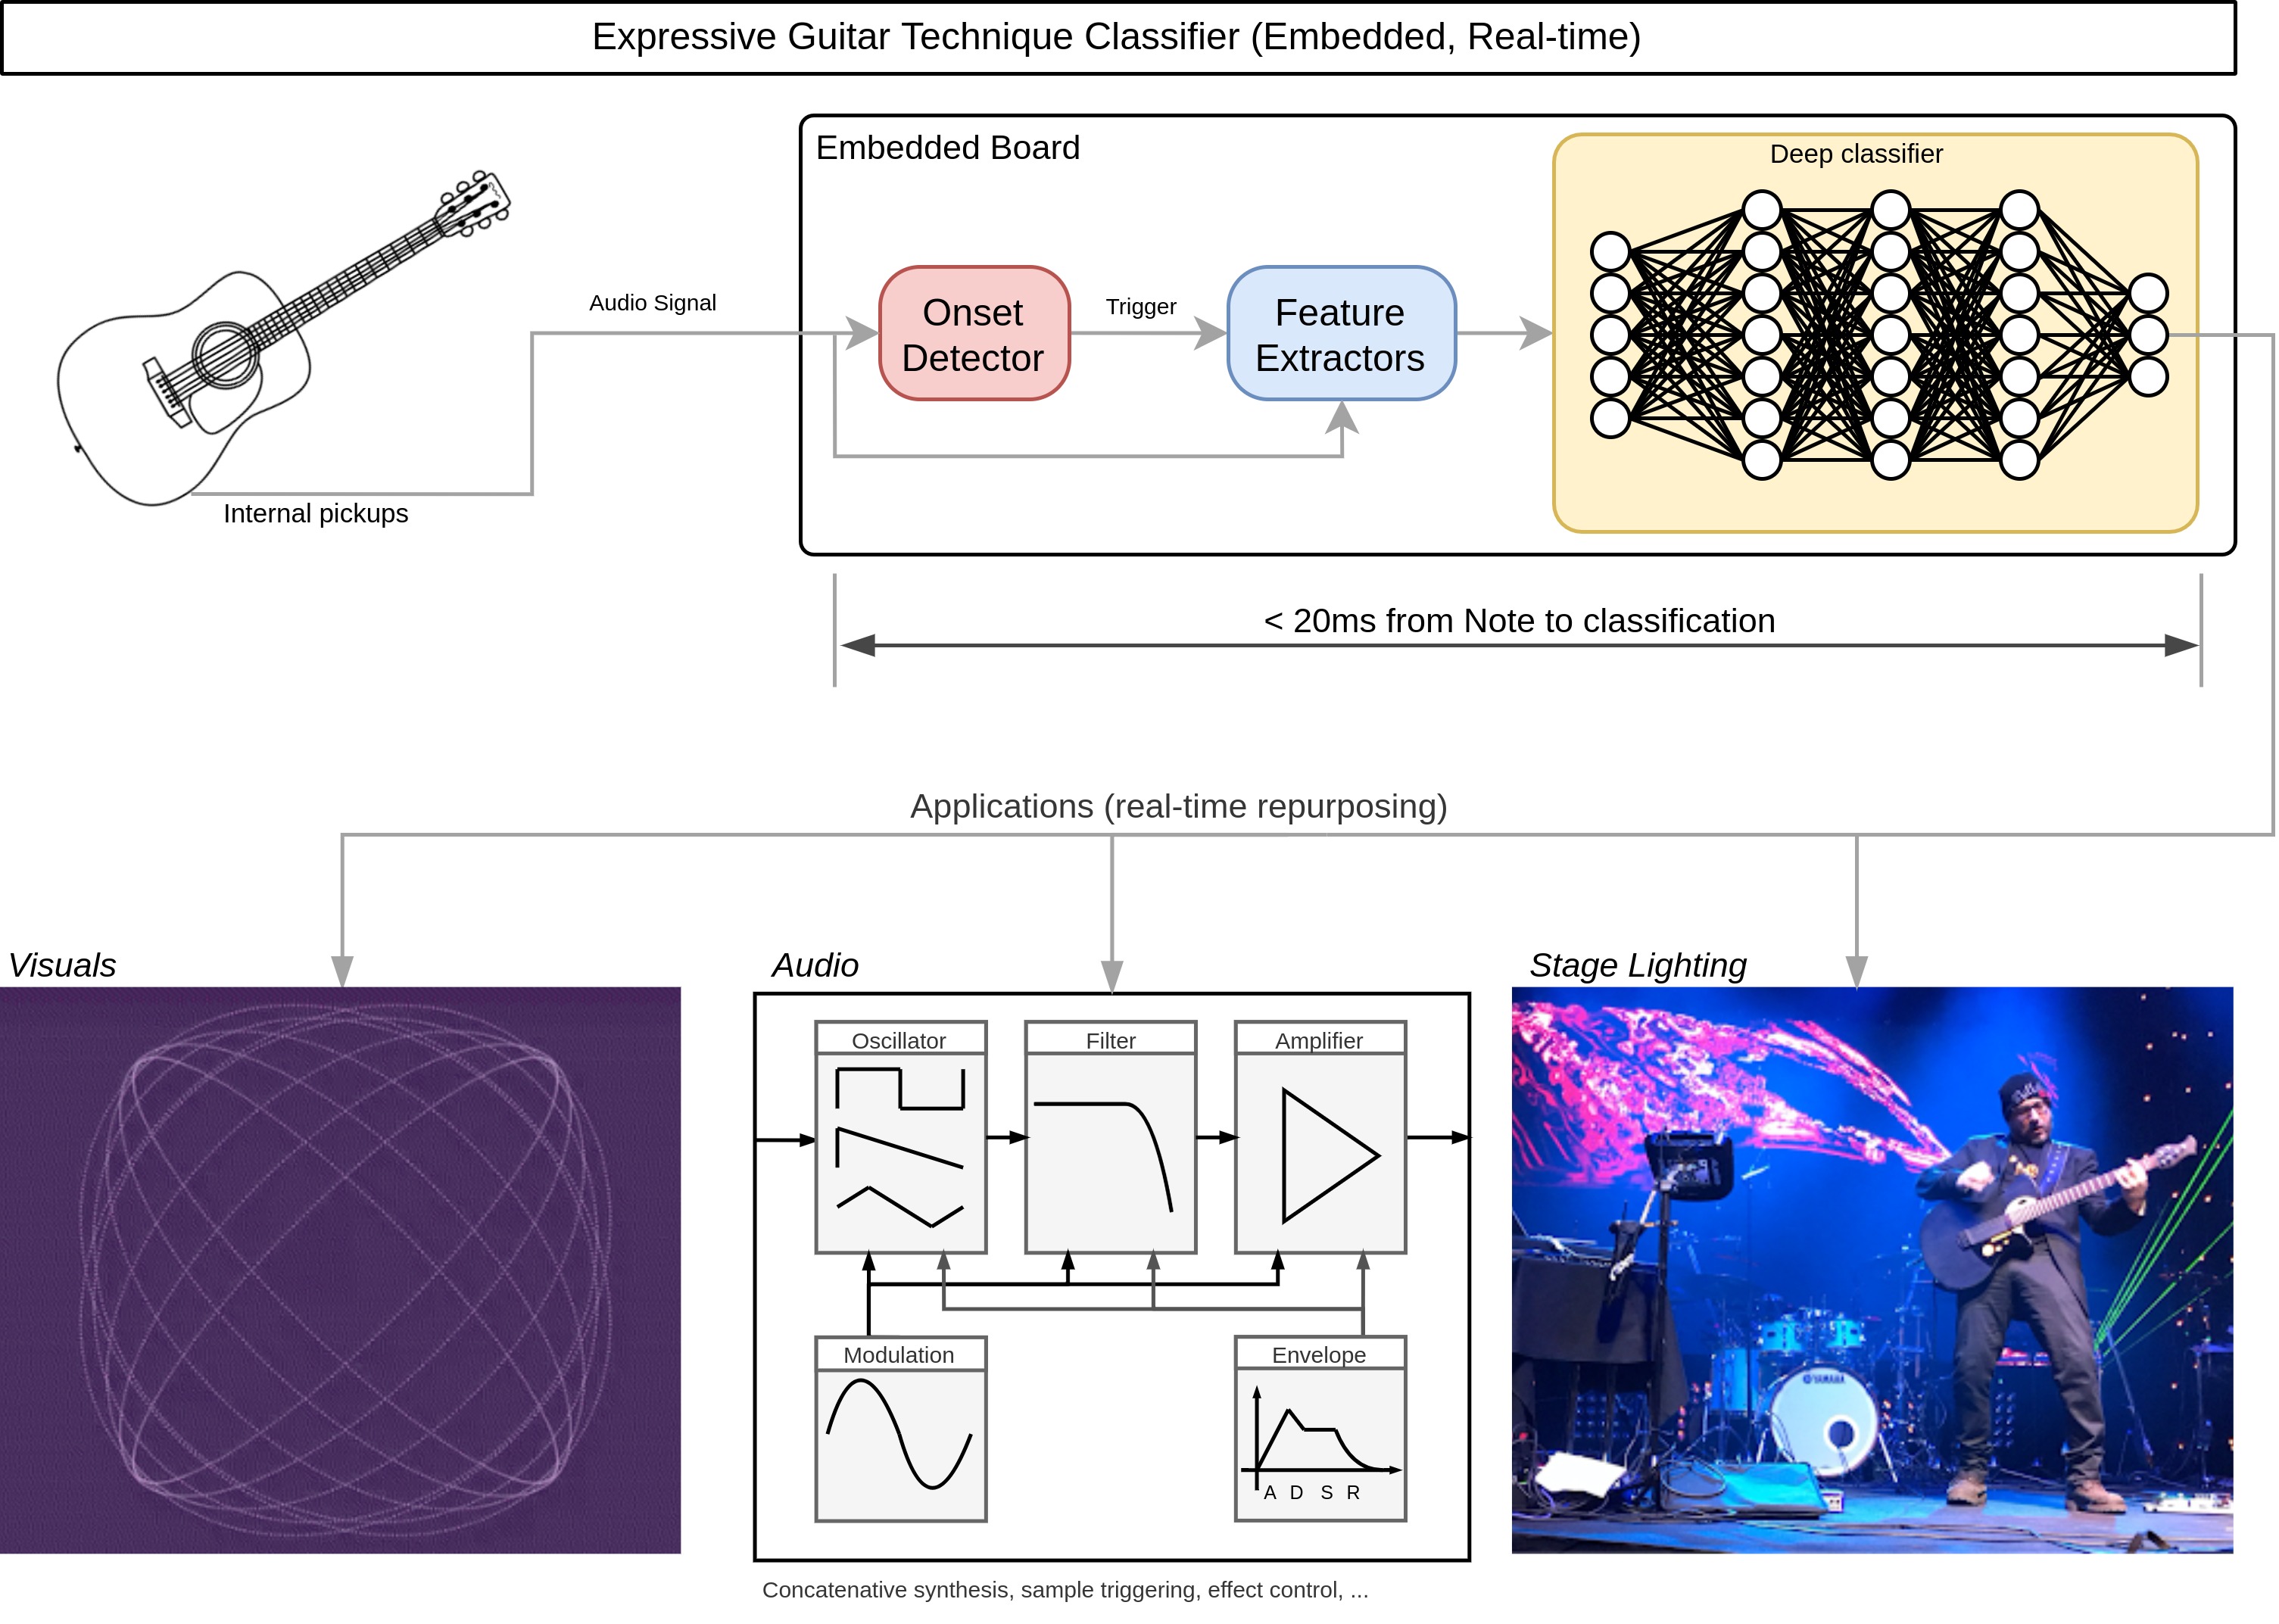 Expressive Guitar Technique Classifier (Embedded, Real-time)
Embedded Board
Deep classifier
Audio Signal
Onset
Detector
Trigger
Feature
Extractors
Internal pickups
< 20ms from Note to classification
Applications (real-time repurposing)
Visuals
Audio
Stage Lighting
Oscillator
Filter
Amplifier
Modulation
Envelope
A D S R
YAMAHA
Concatenative synthesis, sample triggering, effect control, ...